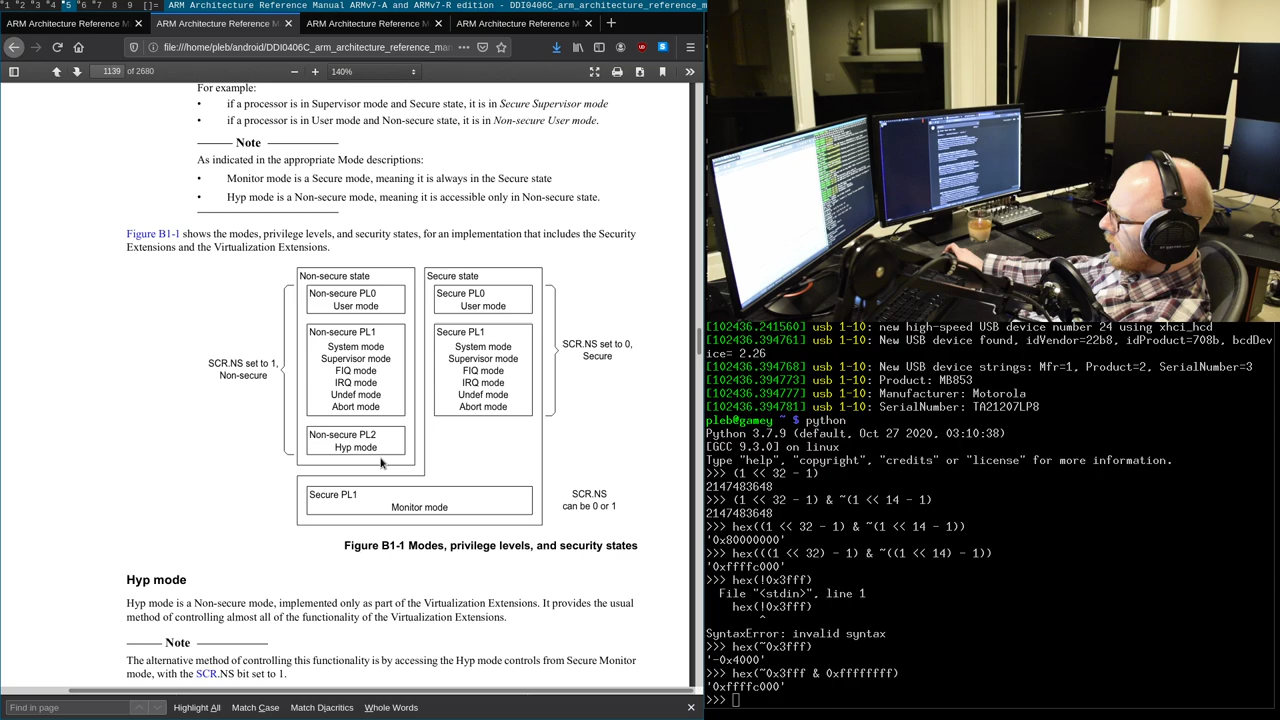 1 2 3 4 5 6 7 8 9 []= ARM Architecture Reference Manual ARMv7-A and ARMv7-R edition - DDI0406C_arm_architecture_reference_m
ARM Architecture Reference M
ARM Architecture Reference M
ARM Architecture Reference M
ARM Architecture Reference M
file:///home/pleb/android/DDI0406C_arm_architecture_reference_ma
1139 of 2680
140%
For example:
• if a processor is in Supervisor mode and Secure state, it is in Secure Supervisor mode
• if a processor is in User mode and Non-secure state, it is in Non-secure User mode.
Note
As indicated in the appropriate Mode descriptions:
• Monitor mode is a Secure mode, meaning it is always in the Secure state
• Hyp mode is a Non-secure mode, meaning it is accessible only in Non-secure state.
Figure B1-1 shows the modes, privilege levels, and security states, for an implementation that includes the Security
Extensions and the Virtualization Extensions.
Non-secure state
Non-secure PL0
User mode
Non-secure PL1
System mode
Supervisor mode
FIQ mode
IRQ mode
Undef mode
Abort mode
Non-secure PL2
Hyp mode
SCR.NS set to 1,
Non-secure
Secure state
Secure PL0
User mode
Secure PL1
System mode
Supervisor mode
FIQ mode
IRQ mode
Undef mode
Abort mode
SCR.NS set to 0,
Secure
Secure PL1
Monitor mode
SCR.NS
can be 0 or 1
Figure B1-1 Modes, privilege levels, and security states
Hyp mode
Hyp mode is a Non-secure mode, implemented only as part of the Virtualization Extensions. It provides the usual
method of controlling almost all of the functionality of the Virtualization Extensions.
Note
The alternative method of controlling this functionality is by accessing the Hyp mode controls from Secure Monitor
mode, with the SCR.NS bit set to 1.
Find in page
Highlight All
Match Case
Match Diacritics
Whole Words
[102436.241560] usb 1-10: new high-speed USB device number 24 using xhci_hcd
[102436.394761] usb 1-10: New USB device found, idVendor=22b8, idProduct=708b, bcdDev
ice= 2.26
[102436.394768] usb 1-10: New USB device strings: Mfr=1, Product=2, SerialNumber=3
[102436.394773] usb 1-10: Product: MB853
[102436.394777] usb 1-10: Manufacturer: Motorola
[102436.394781] usb 1-10: SerialNumber: TA21207LP8
pleb@gamey ~ $ python
Python 3.7.9 (default, Oct 27 2020, 03:10:38)
[GCC 9.3.0] on linux
Type "help", "copyright", "credits" or "license" for more information.
>>> (1 << 32 - 1)
2147483648
>>> (1 << 32 - 1) & ~(1 << 14 - 1)
2147483648
>>> hex((1 << 32 - 1) & ~(1 << 14 - 1))
'0x80000000'
>>> hex(((1 << 32) - 1) & ~((1 << 14) - 1))
'0xffffc000'
>>> hex(!0x3fff)
File "<stdin>", line 1
hex(!0x3fff)
^
SyntaxError: invalid syntax
>>> hex(~0x3fff)
'-0x4000'
>>> hex(~0x3fff & 0xffffffff)
'0xffffc000'
>>>